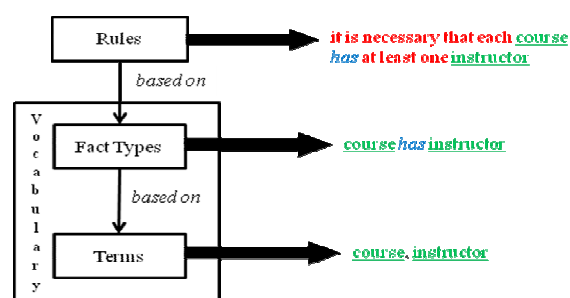 Rules
it is necessary that each course
has at least one instructor
based on
Vocabulary
Fact Types
course has instructor
based on
Terms
course, instructor